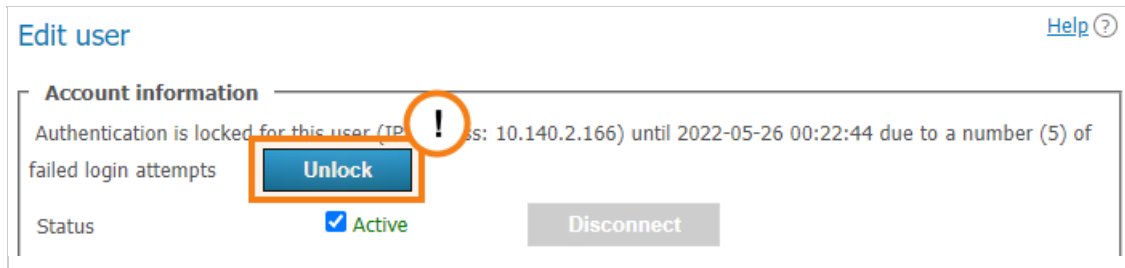 Edit user
Help ?
Account information
Authentication is locked for this user (IP ss: 10.140.2.166) until 2022-05-26 00:22:44 due to a number (5) of
!
failed login attempts Unlock
Status Active Disconnect